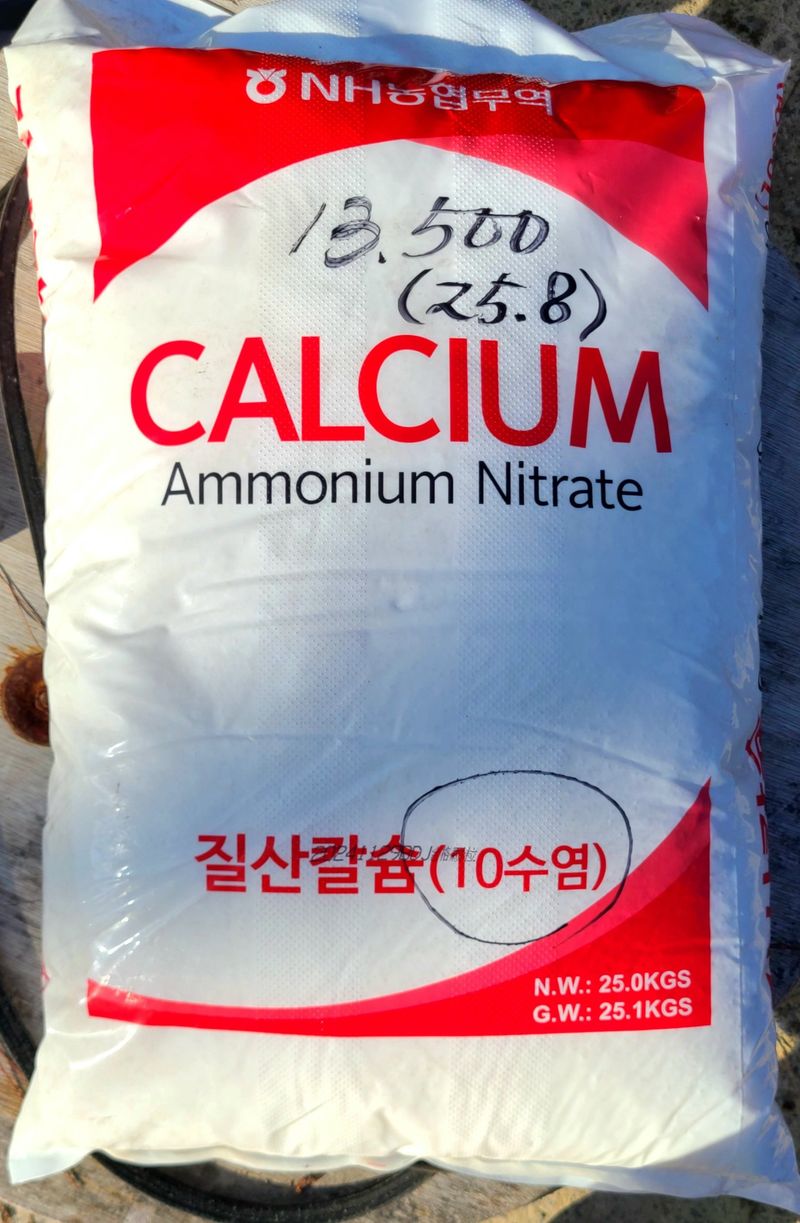 NH농협무역
13.500
(25.8)
CALCIUM
Ammonium Nitrate
질산칼슘(10수염)
N.W.: 25.0KGS
G.W.: 25.1KGS